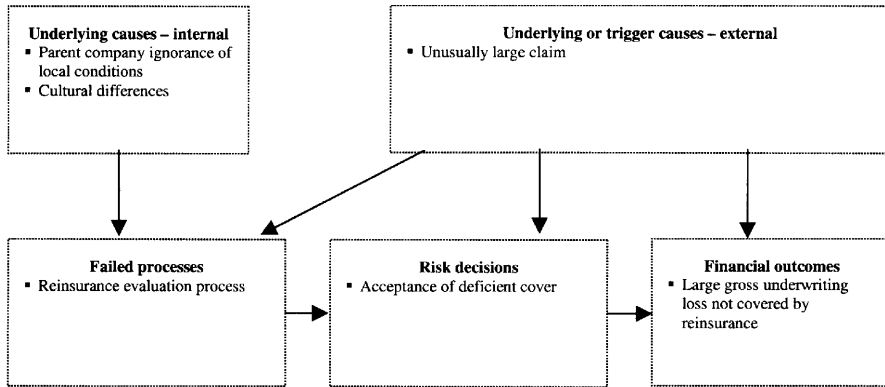 Underlying causes – internal
▪ Parent company ignorance of
local conditions
▪ Cultural differences
Underlying or trigger causes – external
▪ Unusually large claim
Failed processes
▪ Reinsurance evaluation process
Risk decisions
▪ Acceptance of deficient cover
Financial outcomes
▪ Large gross underwriting
loss not covered by
reinsurance